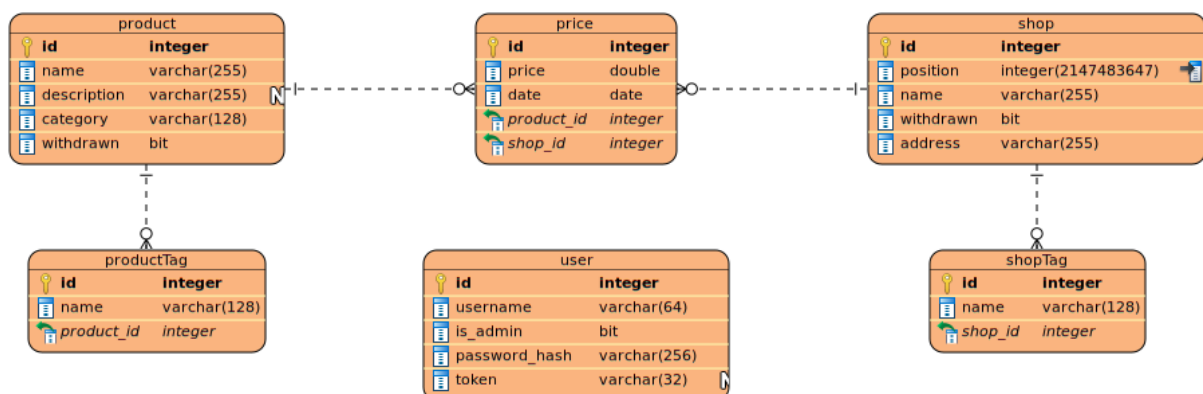 product
id integer
name varchar(255)
description varchar(255) N
category varchar(128)
withdrawn bit
price
id integer
price double
date date
product_id integer
shop_id integer
shop
id integer
position integer(2147483647)
name varchar(255)
withdrawn bit
address varchar(255)
productTag
id integer
name varchar(128)
product_id integer
user
id integer
username varchar(64)
is_admin bit
password_hash varchar(256)
token varchar(32) N
shopTag
id integer
name varchar(128)
shop_id integer